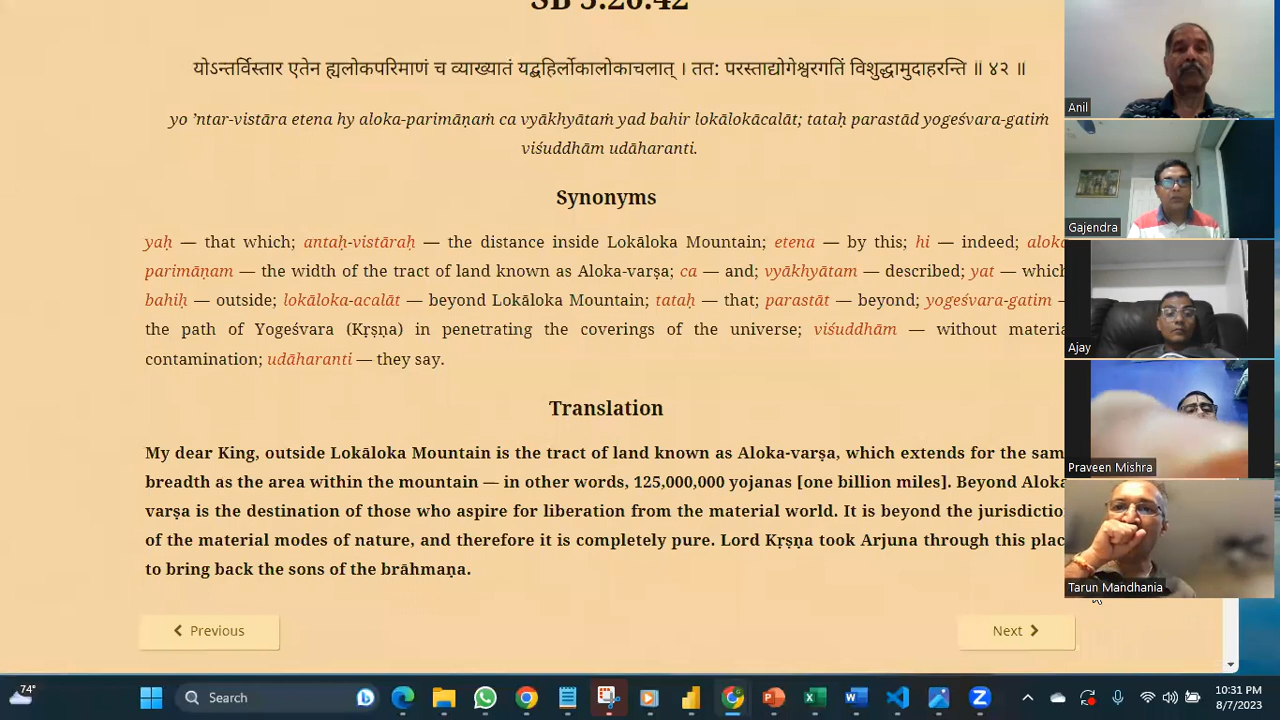 SB 5.20.42
योऽन्तर्विस्तार एतेन ह्यलोकपरिमाणं च व्याख्यातं यद्बहिर्लोकालोकाचलात् । तत: परस्ताद्योगेश्वरगतिं विशुद्धामुदाहरन्ति ॥ ४२ ॥
yo ’ntar-vistāra etena hy aloka-parimāṇaṁ ca vyākhyātaṁ yad bahir lokālokācalāt; tataḥ parastād yogeśvara-gatiṁ
viśuddhām udāharanti.
Synonyms
yaḥ — that which; antaḥ-vistāraḥ — the distance inside Lokāloka Mountain; etena — by this; hi — indeed; aloka
parimāṇam — the width of the tract of land known as Aloka-varṣa; ca — and; vyākhyātam — described; yat — which
bahiḥ — outside; lokāloka-acalāt — beyond Lokāloka Mountain; tataḥ — that; parastāt — beyond; yogeśvara-gatim —
the path of Yogeśvara (Kṛṣṇa) in penetrating the coverings of the universe; viśuddhām — without materia
contamination; udāharanti — they say.
Translation
My dear King, outside Lokāloka Mountain is the tract of land known as Aloka-varṣa, which extends for the sam
breadth as the area within the mountain — in other words, 125,000,000 yojanas [one billion miles]. Beyond Aloka
varṣa is the destination of those who aspire for liberation from the material world. It is beyond the jurisdictio
of the material modes of nature, and therefore it is completely pure. Lord Kṛṣṇa took Arjuna through this plac
to bring back the sons of the brāhmaṇa.
Previous
Next
Anil
Gajendra
Ajay
Praveen Mishra
Tarun Mandhania
74°
Search
10:31 PM
8/7/2023